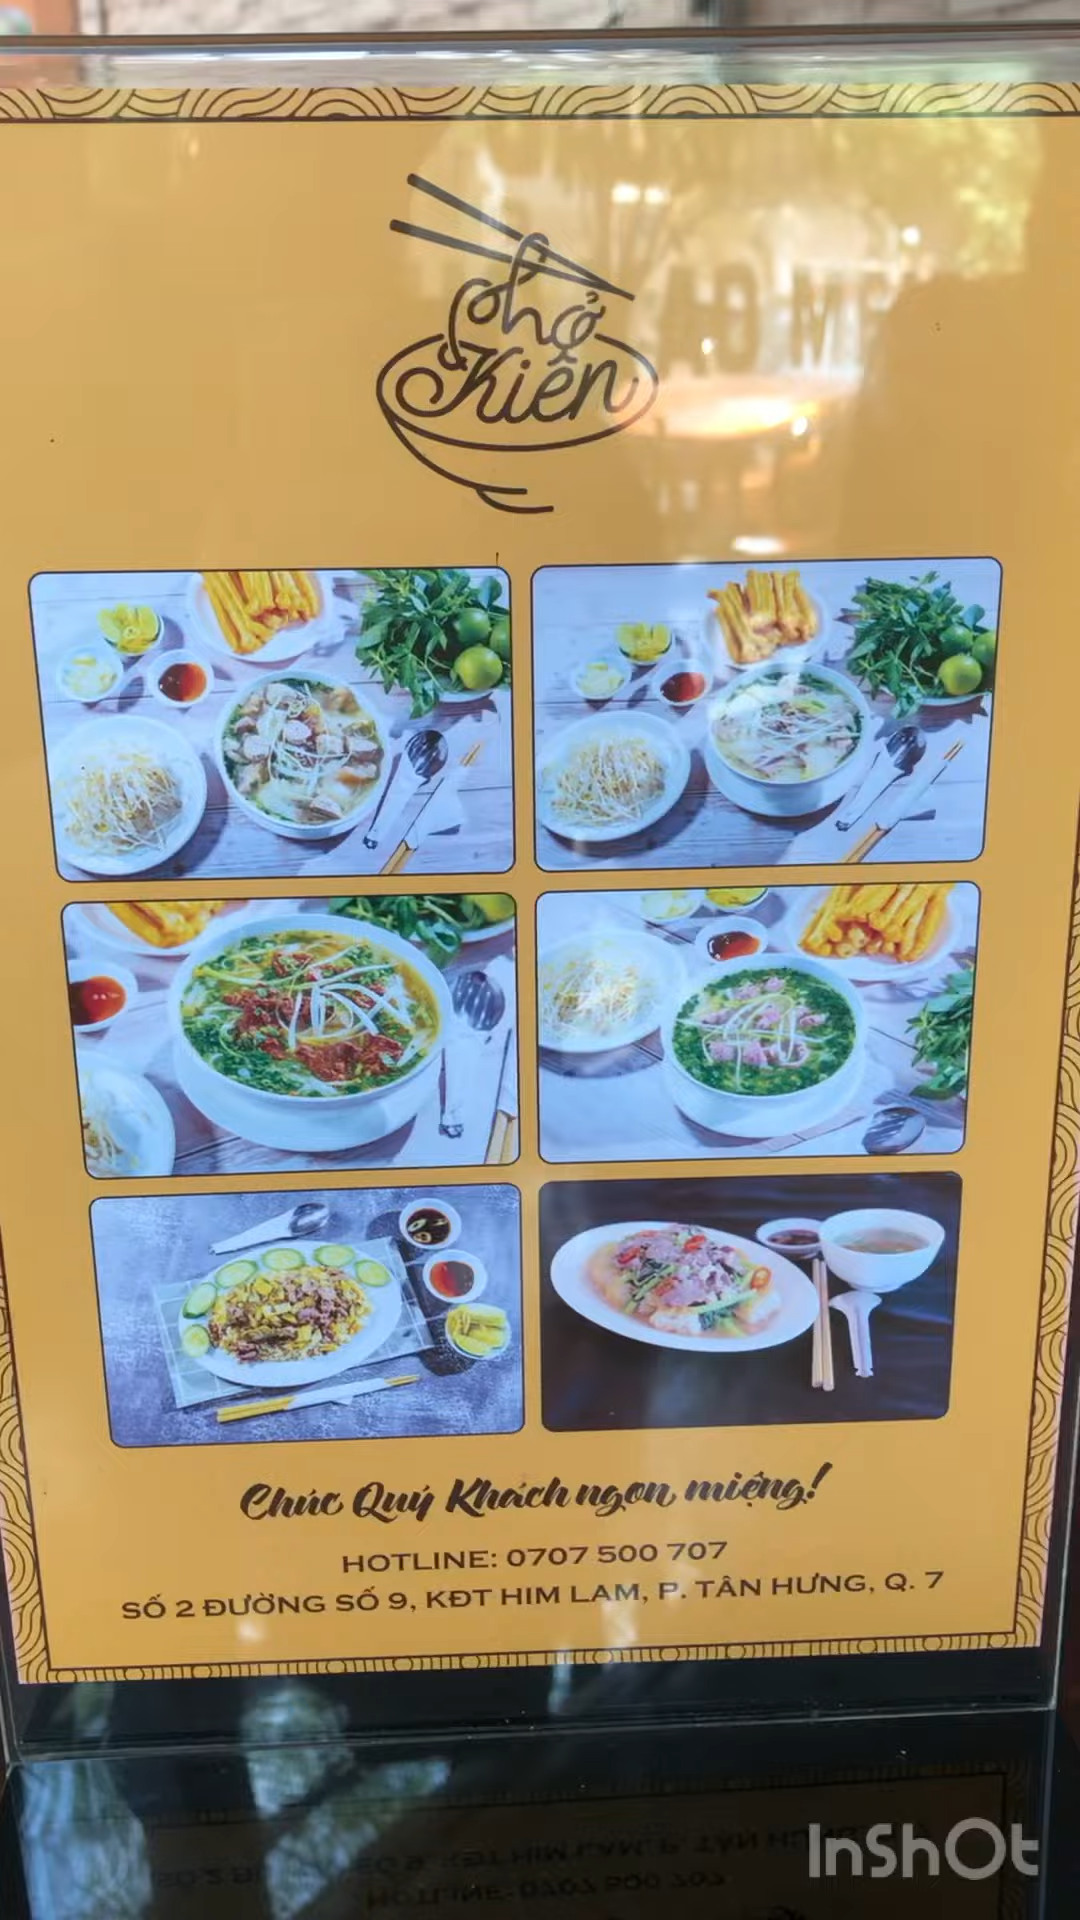 Phở
Kiên
Chúc Quý Khách ngon miệng!
HOTLINE: 0707 500 707
SỐ 2 ĐƯỜNG SỐ 9, KĐT HIM LAM, P. TÂN HƯNG, Q. 7
InShOt